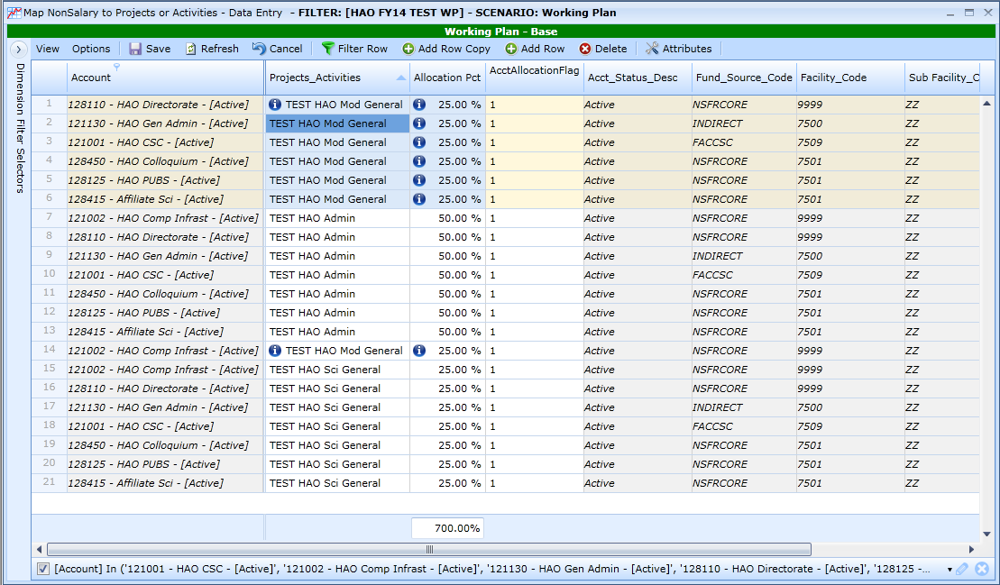 Map NonSalary to Projects or Activities - Data Entry - FILTER: [HAO FY14 TEST WP] - SCENARIO: Working Plan
Working Plan - Base
View Options Save Refresh Cancel Filter Row Add Row Copy Add Row Delete Attributes
Dimension Filter Selectors
Account Projects_Activities Allocation Pct AcctAllocationFlag Acct_Status_Desc Fund_Source_Code Facility_Code Sub Facility_C
1 128110 - HAO Directorate - [Active] TEST HAO Mod General 25.00 % 1 Active NSFRCORE 9999 ZZ
2 121130 - HAO Gen Admin - [Active] TEST HAO Mod General 25.00 % 1 Active INDIRECT 7500 ZZ
3 121001 - HAO CSC - [Active] TEST HAO Mod General 25.00 % 1 Active FACCSC 7509 ZZ
4 128450 - HAO Colloquium - [Active] TEST HAO Mod General 25.00 % 1 Active NSFRCORE 7501 ZZ
5 128125 - HAO PUBS - [Active] TEST HAO Mod General 25.00 % 1 Active NSFRCORE 7501 ZZ
6 128415 - Affiliate Sci - [Active] TEST HAO Mod General 25.00 % 1 Active NSFRCORE 7501 ZZ
7 121002 - HAO Comp Infrast - [Active] TEST HAO Admin 50.00 % 1 Active NSFRCORE 9999 ZZ
8 128110 - HAO Directorate - [Active] TEST HAO Admin 50.00 % 1 Active NSFRCORE 9999 ZZ
9 121130 - HAO Gen Admin - [Active] TEST HAO Admin 50.00 % 1 Active INDIRECT 7500 ZZ
10 121001 - HAO CSC - [Active] TEST HAO Admin 50.00 % 1 Active FACCSC 7509 ZZ
11 128450 - HAO Colloquium - [Active] TEST HAO Admin 50.00 % 1 Active NSFRCORE 7501 ZZ
12 128125 - HAO PUBS - [Active] TEST HAO Admin 50.00 % 1 Active NSFRCORE 7501 ZZ
13 128415 - Affiliate Sci - [Active] TEST HAO Admin 50.00 % 1 Active NSFRCORE 7501 ZZ
14 121002 - HAO Comp Infrast - [Active] TEST HAO Mod General 25.00 % 1 Active NSFRCORE 9999 ZZ
15 121002 - HAO Comp Infrast - [Active] TEST HAO Sci General 25.00 % 1 Active NSFRCORE 9999 ZZ
16 128110 - HAO Directorate - [Active] TEST HAO Sci General 25.00 % 1 Active NSFRCORE 9999 ZZ
17 121130 - HAO Gen Admin - [Active] TEST HAO Sci General 25.00 % 1 Active INDIRECT 7500 ZZ
18 121001 - HAO CSC - [Active] TEST HAO Sci General 25.00 % 1 Active FACCSC 7509 ZZ
19 128450 - HAO Colloquium - [Active] TEST HAO Sci General 25.00 % 1 Active NSFRCORE 7501 ZZ
20 128125 - HAO PUBS - [Active] TEST HAO Sci General 25.00 % 1 Active NSFRCORE 7501 ZZ
21 128415 - Affiliate Sci - [Active] TEST HAO Sci General 25.00 % 1 Active NSFRCORE 7501 ZZ
700.00%
[Account] In ('121001 - HAO CSC - [Active]', '121002 - HAO Comp Infrast - [Active]', '121130 - HAO Gen Admin - [Active]', '128110 - HAO Directorate - [Active]', '128125 -...